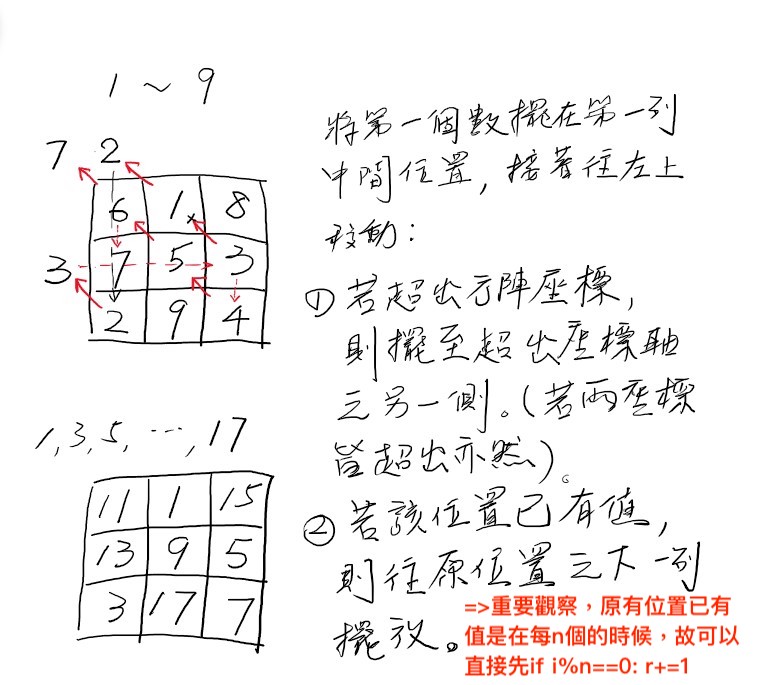 1 ~ 9
7 2
6 1 8
3 7 5 3
2 9 4
1, 3, 5, ..., 17
11 1 15
13 9 5
3 17 7
將第一個數擺在第一列
中間位置,接著往左上
移動:
① 若超出方陣座標,
則擺至超出座標軸
之另一側。(若兩座標
皆超出亦然)。
② 若該位置已有值,
則往原位置之下一列
擺放。
=>重要觀察,原有位置已有
值是在每n個的時候,故可以
直接先if i%n==0: r+=1